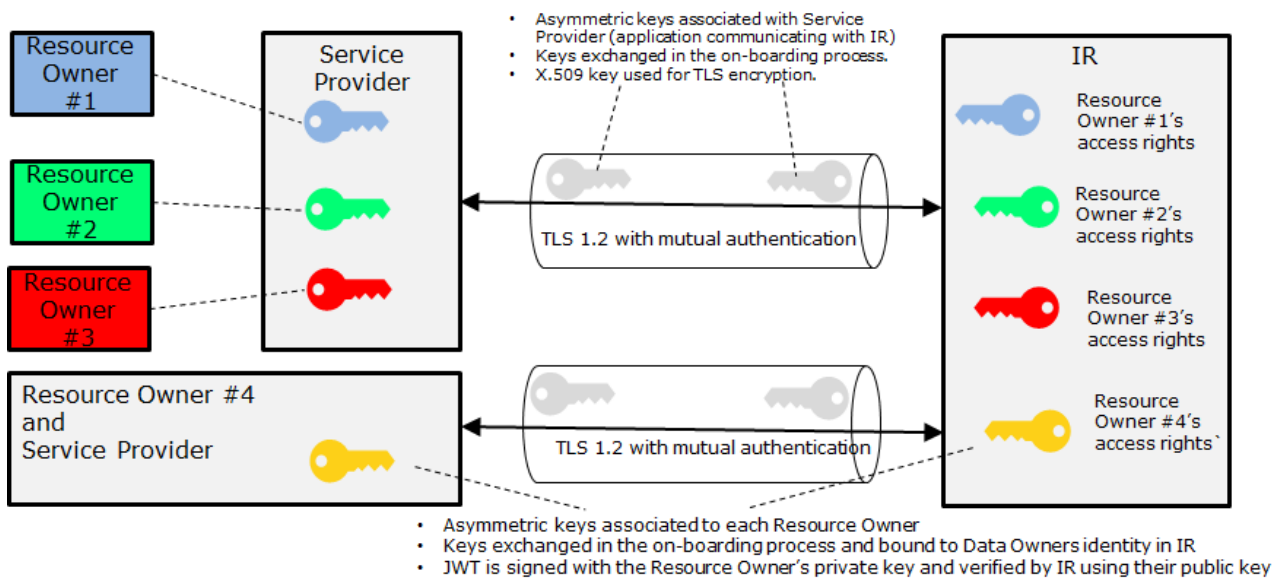 • Asymmetric keys associated with Service
Provider (application communicating with IR)
• Keys exchanged in the on-boarding process.
• X.509 key used for TLS encryption.
Resource
Owner
#1
Service
Provider
IR
Resource
Owner #1's
access rights
Resource
Owner
#2
Resource
Owner #2's
access rights
TLS 1.2 with mutual authentication
Resource
Owner
#3
Resource
Owner #3's
access rights
Resource Owner #4
and
Service Provider
TLS 1.2 with mutual authentication
Resource
Owner #4's
access rights`
• Asymmetric keys associated to each Resource Owner
• Keys exchanged in the on-boarding process and bound to Data Owners identity in IR
• JWT is signed with the Resource Owner's private key and verified by IR using their public key